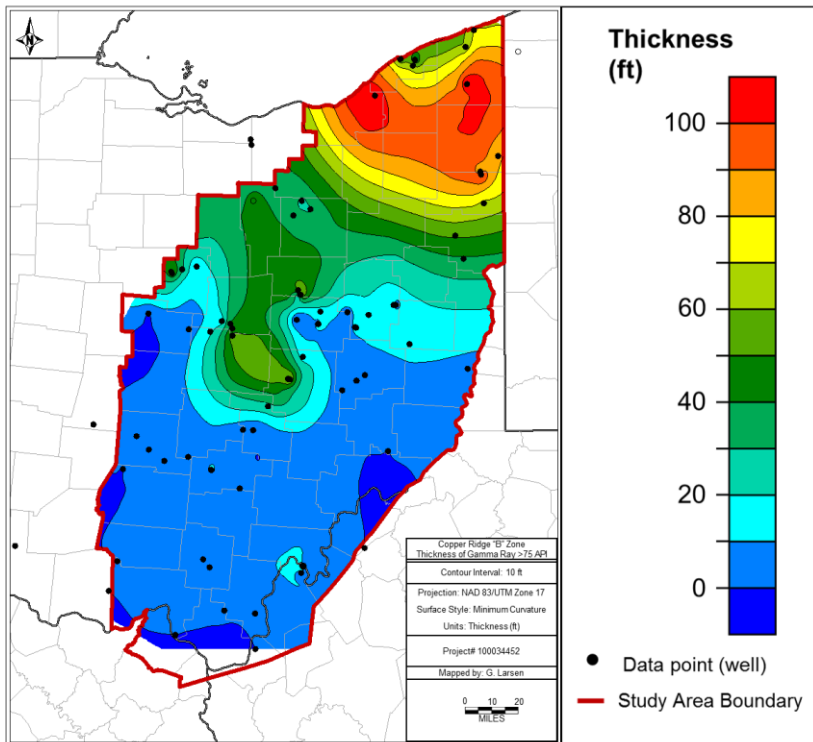 N
Copper Ridge "B" Zone
Thickness of Gamma Ray >75 API
Contour Interval: 10 ft
Projection: NAD 83/UTM Zone 17
Surface Style: Minimum Curvature
Units: Thickness (ft)
Project# 100034452
Mapped by: G. Larsen
0 10 20
MILES
Thickness
(ft)
100
80
60
40
20
0
Data point (well)
Study Area Boundary